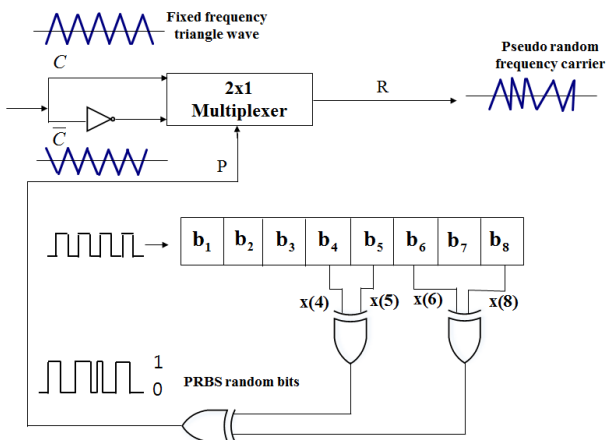 Fixed frequency
triangle wave
Pseudo random
frequency carrier
C
2x1
Multiplexer
R
C̅
P
b1 b2 b3 b4 b5 b6 b7 b8
x(4) x(5) x(6) x(8)
1
0
PRBS random bits